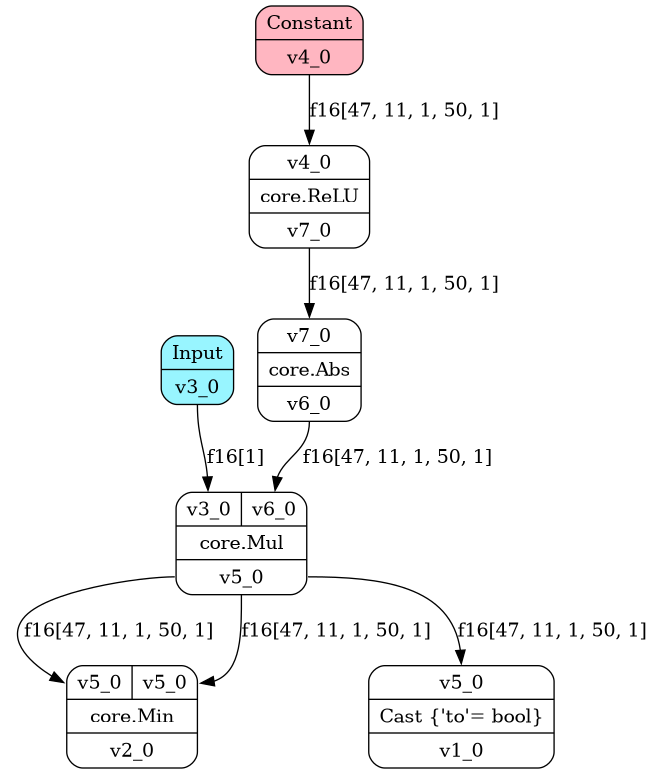 Constant
v4_0
f16[47, 11, 1, 50, 1]
v4_0
core.ReLU
v7_0
f16[47, 11, 1, 50, 1]
v7_0
core.Abs
v6_0
Input
v3_0
f16[1]
f16[47, 11, 1, 50, 1]
v3_0 v6_0
core.Mul
v5_0
f16[47, 11, 1, 50, 1]
f16[47, 11, 1, 50, 1]
f16[47, 11, 1, 50, 1]
v5_0 v5_0
core.Min
v2_0
v5_0
Cast {'to'= bool}
v1_0